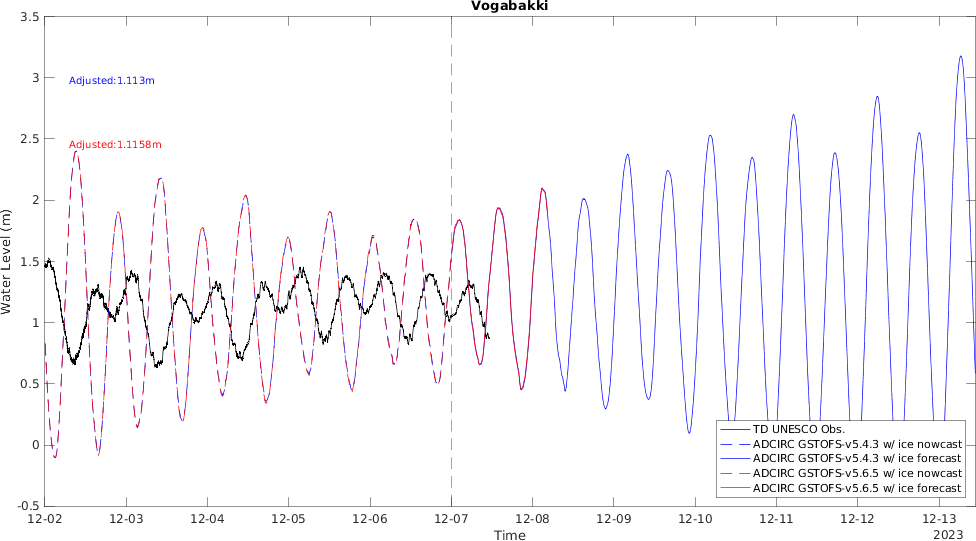 Vogabakki
3.5
3
2.5
2
1.5
1
0.5
0
-0.5
Water Level (m)
Adjusted:1.113m
Adjusted:1.1158m
TD UNESCO Obs.
ADCIRC GSTOFS-v5.4.3 w/ ice nowcast
ADCIRC GSTOFS-v5.4.3 w/ ice forecast
ADCIRC GSTOFS-v5.6.5 w/ ice nowcast
ADCIRC GSTOFS-v5.6.5 w/ ice forecast
12-02 12-03 12-04 12-05 12-06 12-07 12-08 12-09 12-10 12-11 12-12 12-13
Time
2023